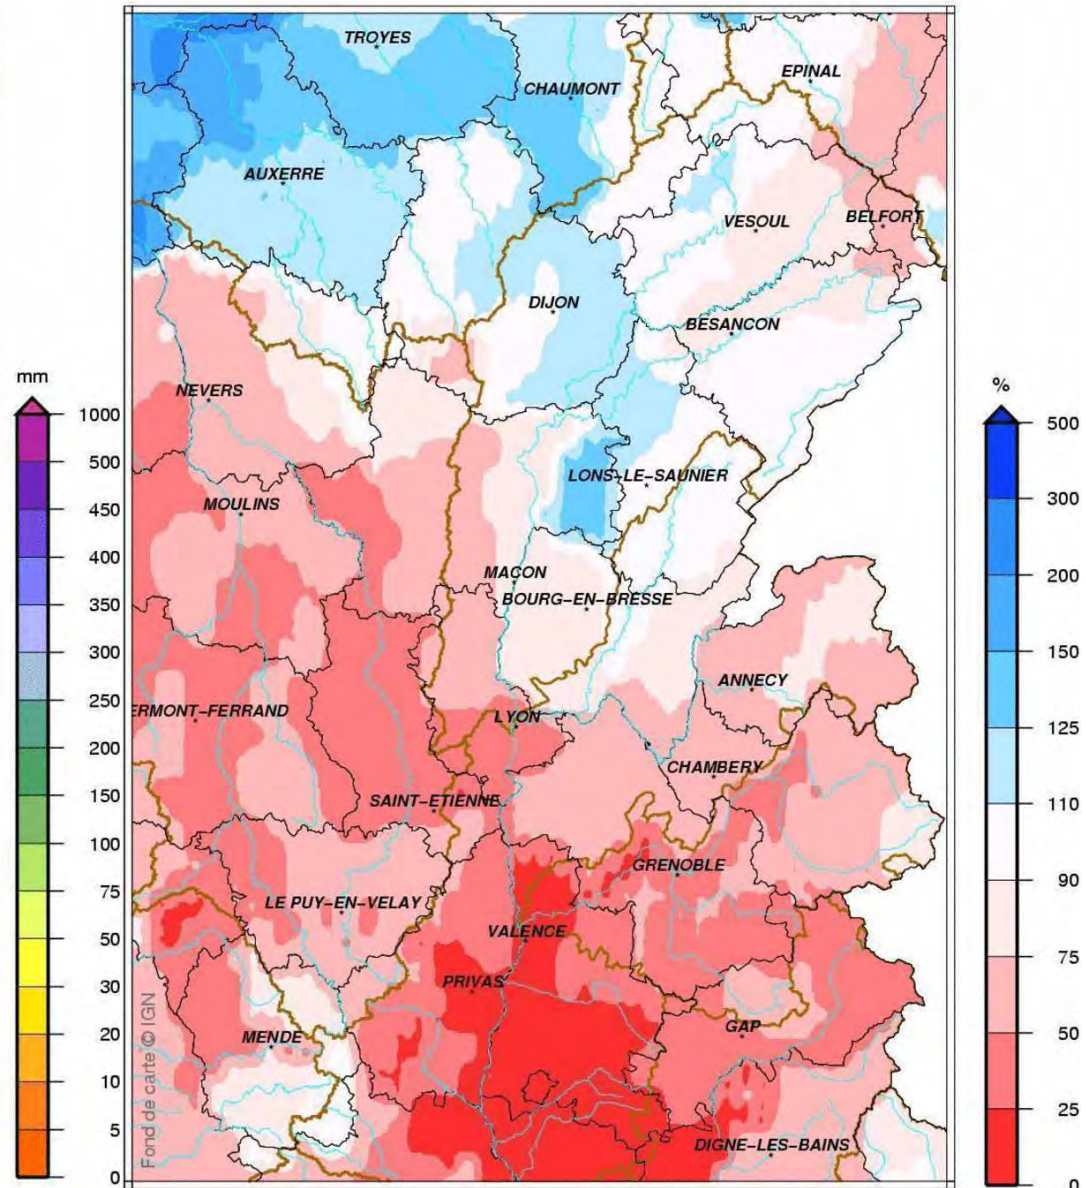 TROYES
EPINAL
CHAUMONT
AUXERRE
VESOUL
BELFORT
DIJON
BESANCON
NEVERS
LONS-LE-SAUNIER
MOULINS
MACON
BOURG-EN-BRESSE
ANNECY
ERMONT-FERRAND
LYON
CHAMBERY
SAINT-ETIENNE
GRENOBLE
LE PUY-EN-VELAY
VALENCE
PRIVAS
GAP
MENDE
DIGNE-LES-BAINS
Fond de carte © IGN
mm
1000
500
450
400
350
300
250
200
150
100
75
50
30
20
10
5
0
%
500
300
200
150
125
110
90
75
50
25
0